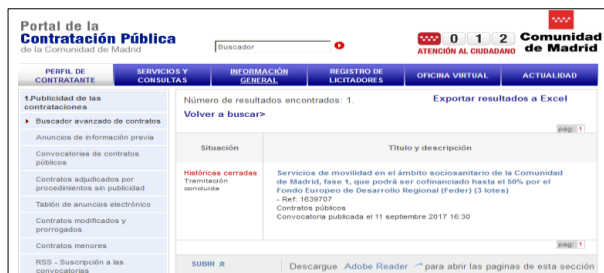 Portal de la
Contratación Pública
de la Comunidad de Madrid
Buscador
0 1 2
ATENCIÓN AL CIUDADANO
Comunidad
de Madrid
PERFIL DE
CONTRATANTE
SERVICIOS Y
CONSULTAS
INFORMACIÓN
GENERAL
REGISTRO DE
LICITADORES
OFICINA VIRTUAL
ACTUALIDAD
1.Publicidad de las
contrataciones
Buscador avanzado de contratos
Anuncios de información previa
Convocatorias de contratos
públicos
Contratos adjudicados por
procedimientos sin publicidad
Tablón de anuncios electrónico
Contratos modificados y
prorrogados
Contratos menores
RSS - Suscripción a las
convocatorias
Número de resultados encontrados: 1.
Exportar resultados a Excel
Volver a buscar>
pag: 1
Situación
Título y descripción
Históricas cerradas
Tramitación
concluida
Servicios de movilidad en el ámbito sociosanitario de la Comunidad
de Madrid, fase 1, que podrá ser cofinanciado hasta el 50% por el
Fondo Europeo de Desarrollo Regional (Feder) (3 lotes)
- Ref: 1639707
Contratos públicos
Convocatoria publicada el 11 septiembre 2017 16:30
pag: 1
SUBIR
Descargue Adobe Reader para abrir las paginas de esta sección